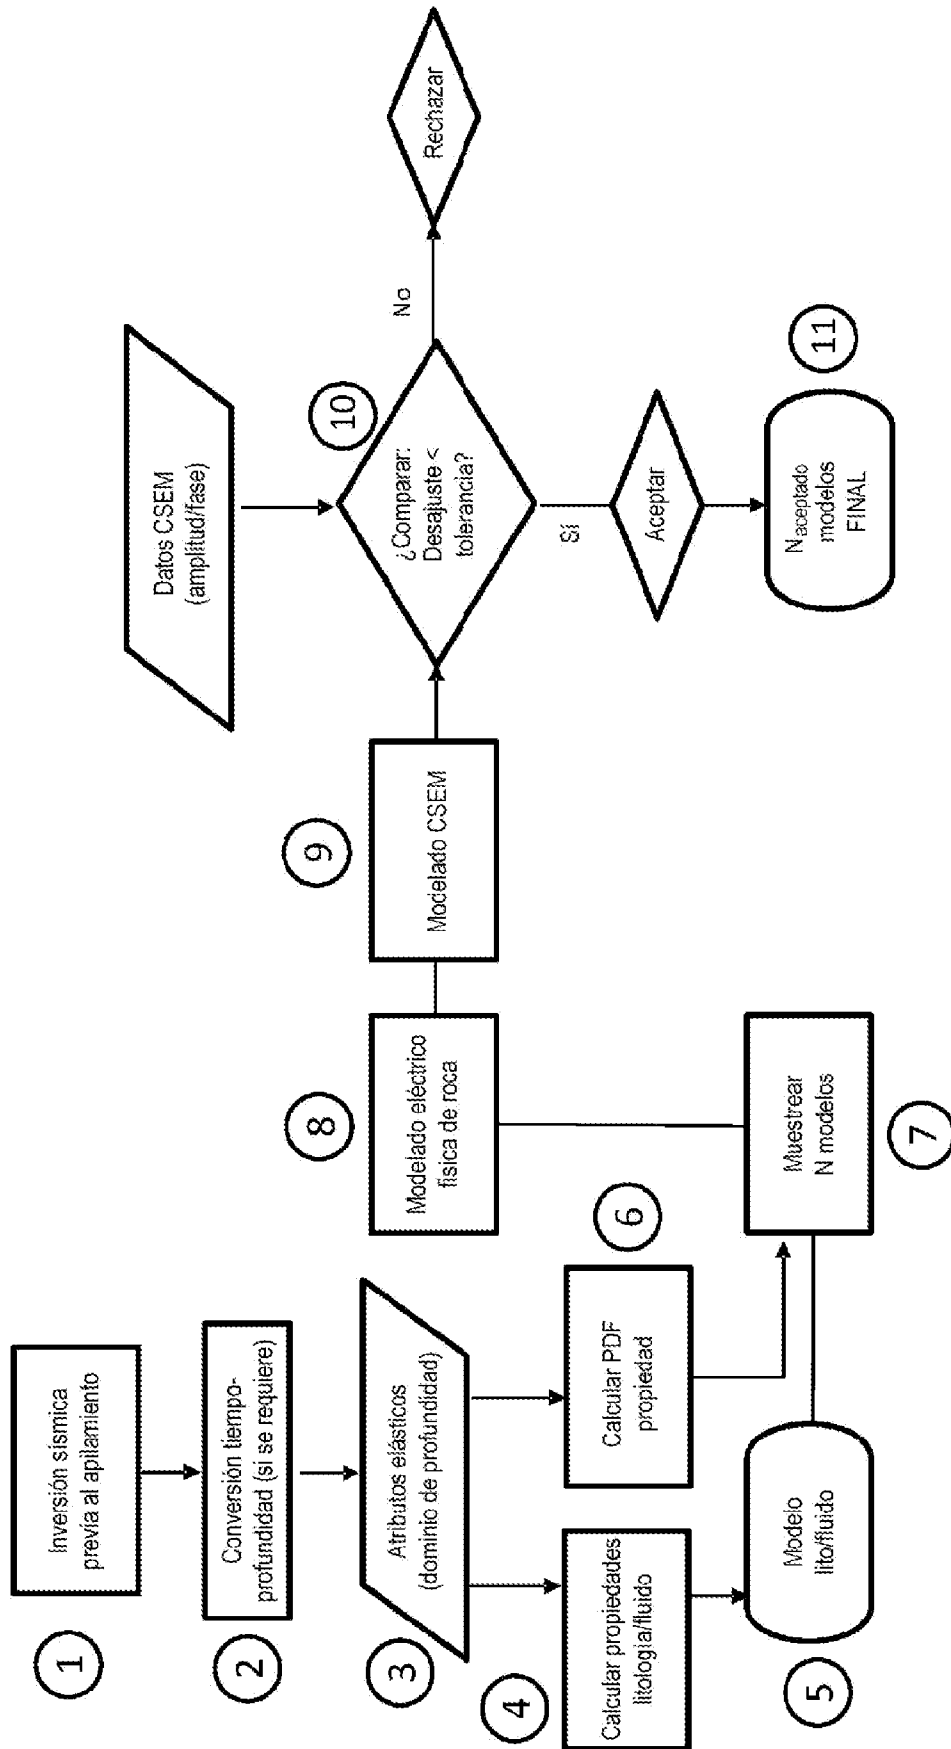 1
Inversión sísmica
previa al apilamiento
2
Conversión tiempo-
profundidad (si se requiere)
3
Atributos elásticos
(dominio de profundidad)
4
Calcular propiedades
litología/fluido
5
Modelo
lito/fluido
6
Calcular PDF
propiedad
7
Muestrear
N modelos
8
Modelado eléctrico
física de roca
9
Modelado CSEM
Datos CSEM
(amplitud/fase)
10
¿Comparar:
Desajuste <
tolerancia?
No
Rechazar
Sí
Aceptar
11
Naceptado
modelos
FINAL